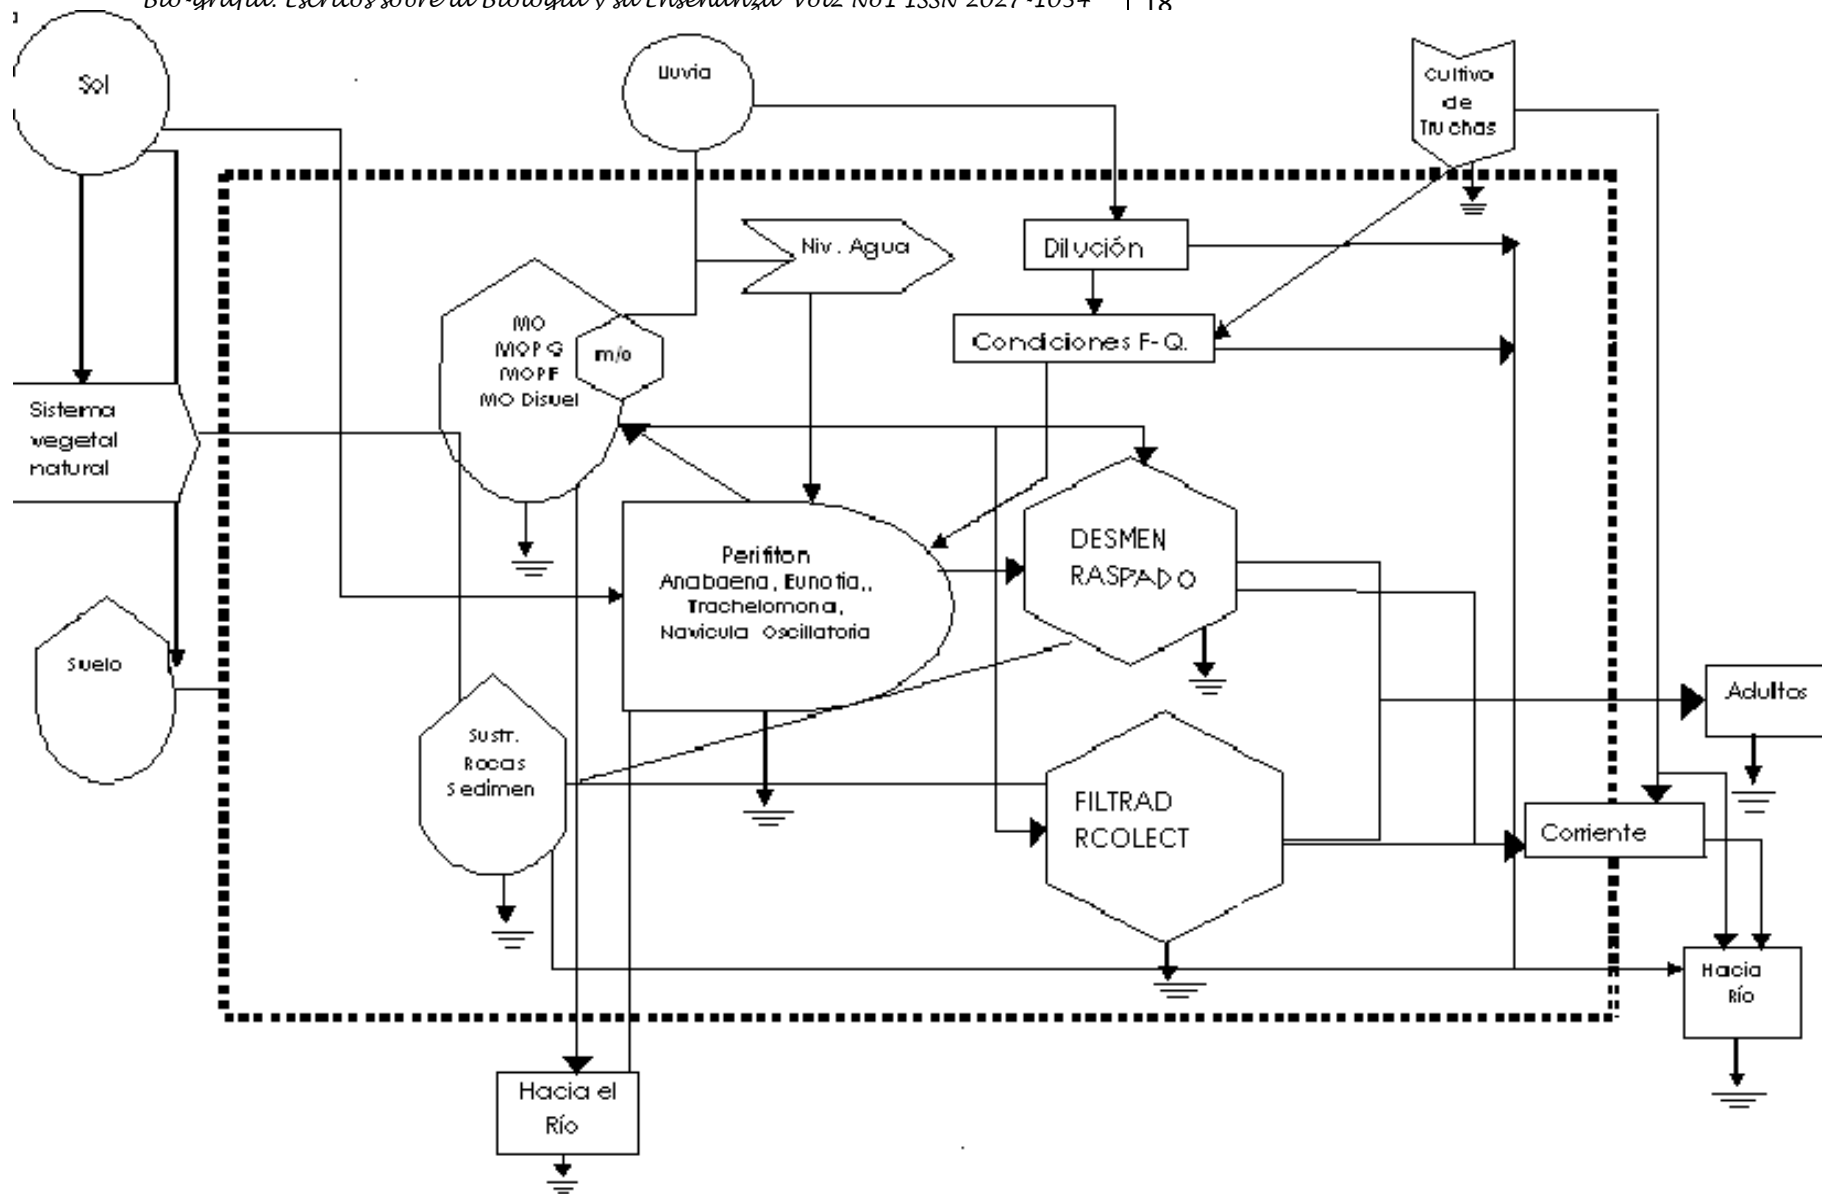 Bio-grafía: Escritos sobre la Biología y su Enseñanza Vol2 No1 ISSN 2027-1034
18
Sol
Lluvia
Cultivo
de
Truchas
Niv. Agua
Dilución
MO
MOP G
MOPF
MO Disuel
m/o
Condiciones F-Q.
Sistema
vegetal
natural
DESMEN
RASPADO
Perifiton
Anabaena, Eunotia,,
Trachelomona,
Navicula Oscillatoria
Suelo
Adultos
Sustr.
Rocas
Sedimen
FILTRAD
RCOLECT
Corriente
Hacia
Río
Hacia el
Río